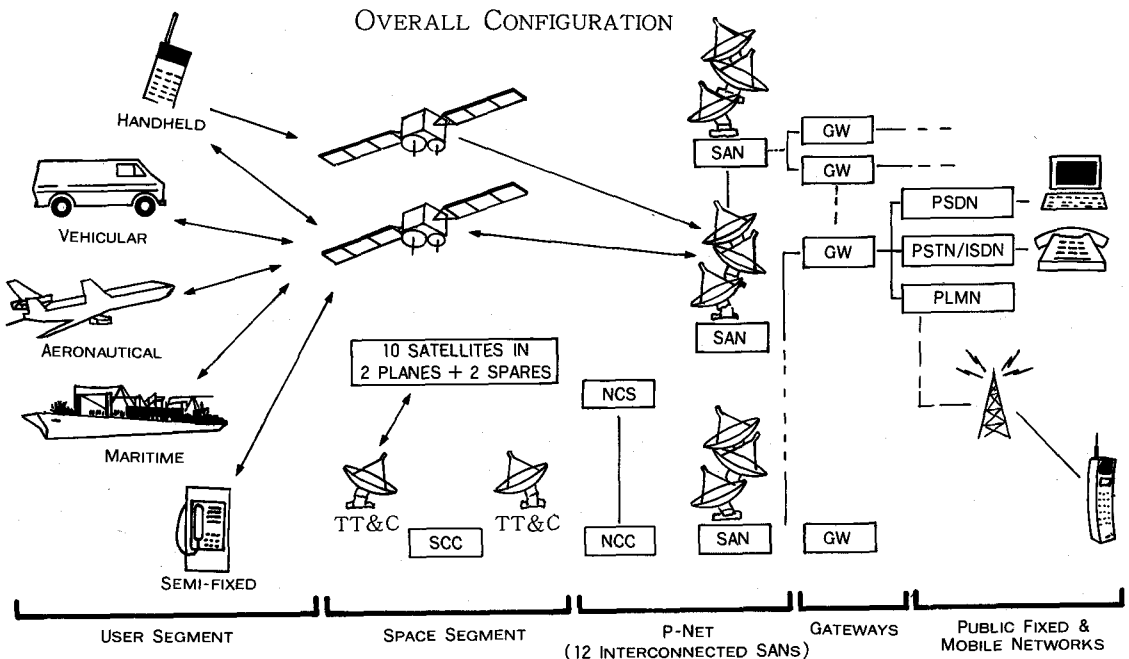 OVERALL CONFIGURATION
HANDHELD
VEHICULAR
AERONAUTICAL
MARITIME
SEMI-FIXED
10 SATELLITES IN
2 PLANES + 2 SPARES
TT&C
TT&C
SCC
NCS
NCC
SAN
SAN
SAN
GW
GW
GW
GW
PSDN
PSTN/ISDN
PLMN
USER SEGMENT
SPACE SEGMENT
P-NET
(12 INTERCONNECTED SANS)
GATEWAYS
PUBLIC FIXED &
MOBILE NETWORKS